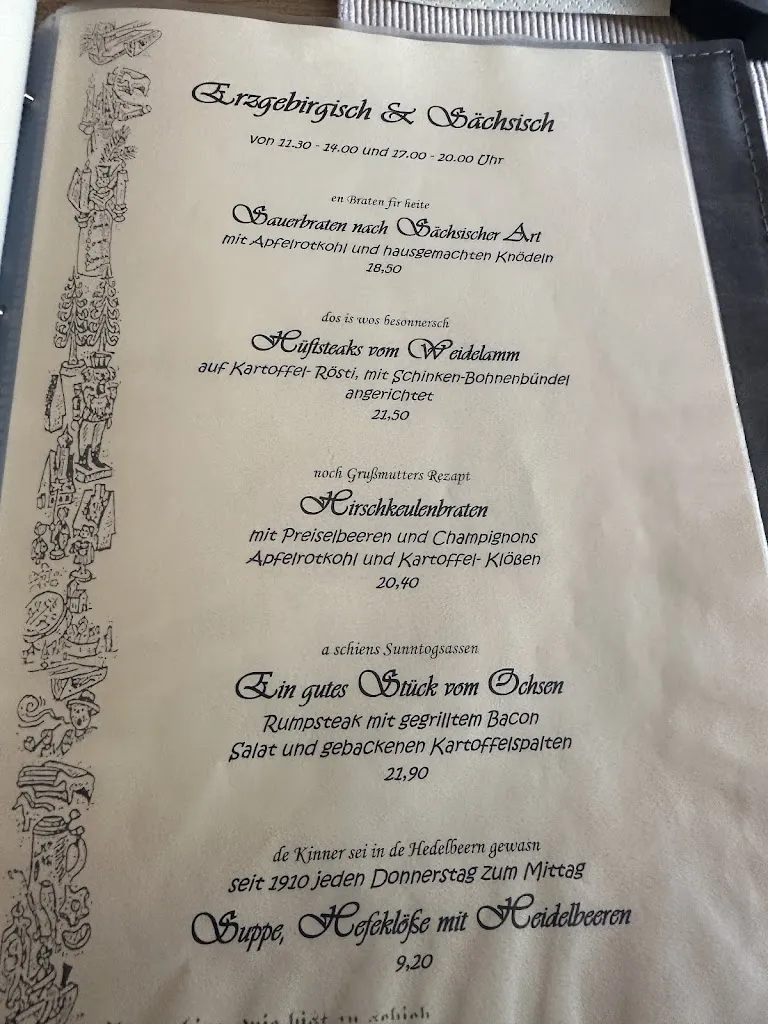 Erzgebirgisch & Sächsisch
von 11.30 - 14.00 und 17.00 - 20.00 Uhr
en Braten fir heite
Sauerbraten nach Sächsischer Art
mit Apfelrotkohl und hausgemachten Knödeln
18,50
dos is wos besonnersch
Hüftsteaks vom Weidelamm
auf Kartoffel- Rösti, mit Schinken-Bohnenbündel
angerichtet
21,50
noch Grußmutters Rezapt
Hirschkeulenbraten
mit Preiselbeeren und Champignons
Apfelrotkohl und Kartoffel- Klößen
20,40
a schiens Sunntogsassen
Ein gutes Stück vom Ochsen
Rumpsteak mit gegrilltem Bacon
Salat und gebackenen Kartoffelspalten
21,90
de Kinner sei in de Hedelbeern gewasn
seit 1910 jeden Donnerstag zum Mittag
Suppe, Hefeklöße mit Heidelbeeren
9,20